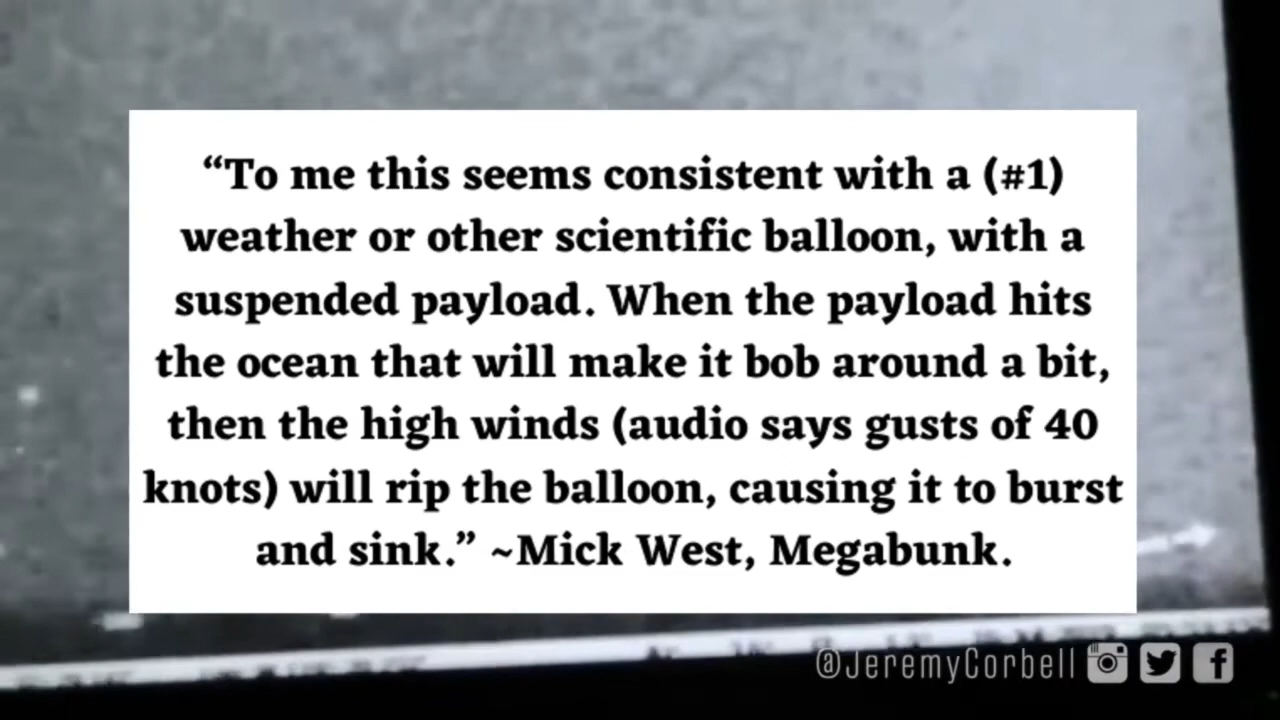 “To me this seems consistent with a (#1)
weather or other scientific balloon, with a
suspended payload. When the payload hits
the ocean that will make it bob around a bit,
then the high winds (audio says gusts of 40
knots) will rip the balloon, causing it to burst
and sink.” ~Mick West, Megabunk.
@JeremyCorbell